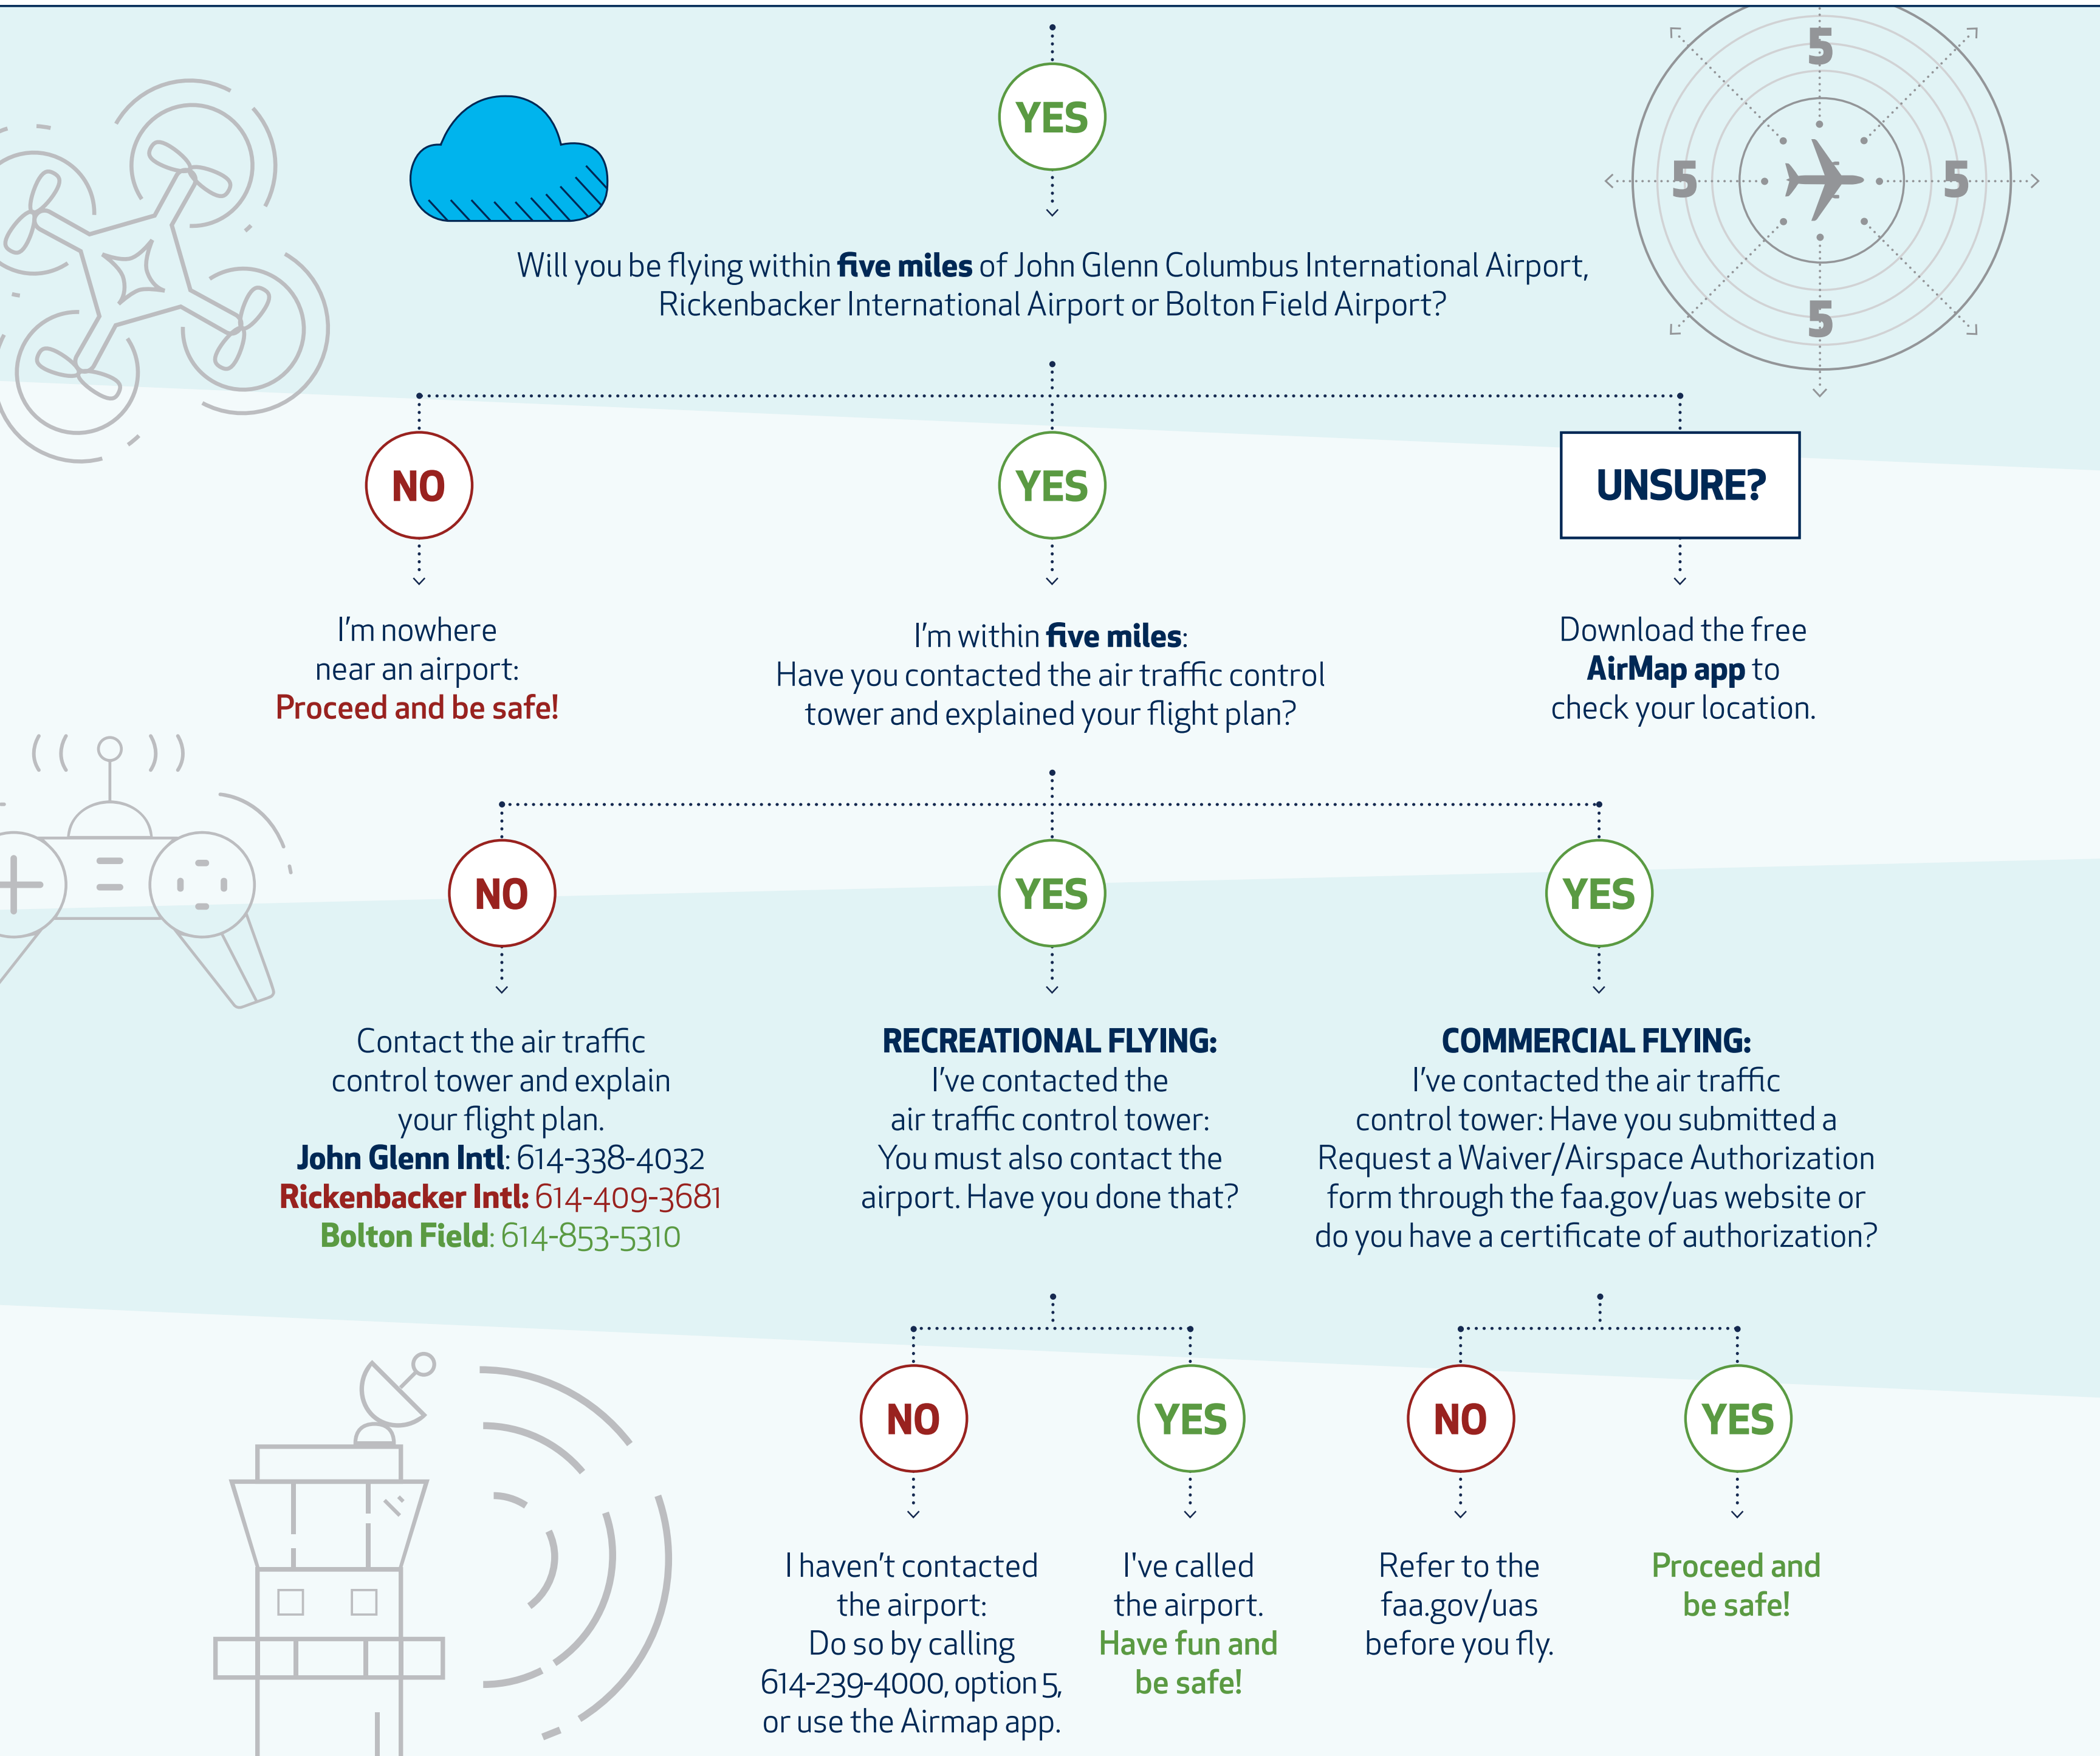 5
5
5
5
YES
Will you be flying within five miles of John Glenn Columbus International Airport,
Rickenbacker International Airport or Bolton Field Airport?
NO
YES
UNSURE?
I'm nowhere
near an airport:
Proceed and be safe!
I'm within five miles:
Have you contacted the air traffic control
tower and explained your flight plan?
Download the free
AirMap app to
check your location.
NO
YES
YES
Contact the air traffic
control tower and explain
your flight plan.
John Glenn Intl: 614-338-4032
Rickenbacker Intl: 614-409-3681
Bolton Field: 614-853-5310
RECREATIONAL FLYING:
I've contacted the
air traffic control tower:
You must also contact the
airport. Have you done that?
COMMERCIAL FLYING:
I've contacted the air traffic
control tower: Have you submitted a
Request a Waiver/Airspace Authorization
form through the faa.gov/uas website or
do you have a certificate of authorization?
NO
YES
NO
YES
I haven't contacted
the airport:
Do so by calling
614-239-4000, option 5,
or use the Airmap app.
I've called
the airport.
Have fun and
be safe!
Refer to the
faa.gov/uas
before you fly.
Proceed and
be safe!